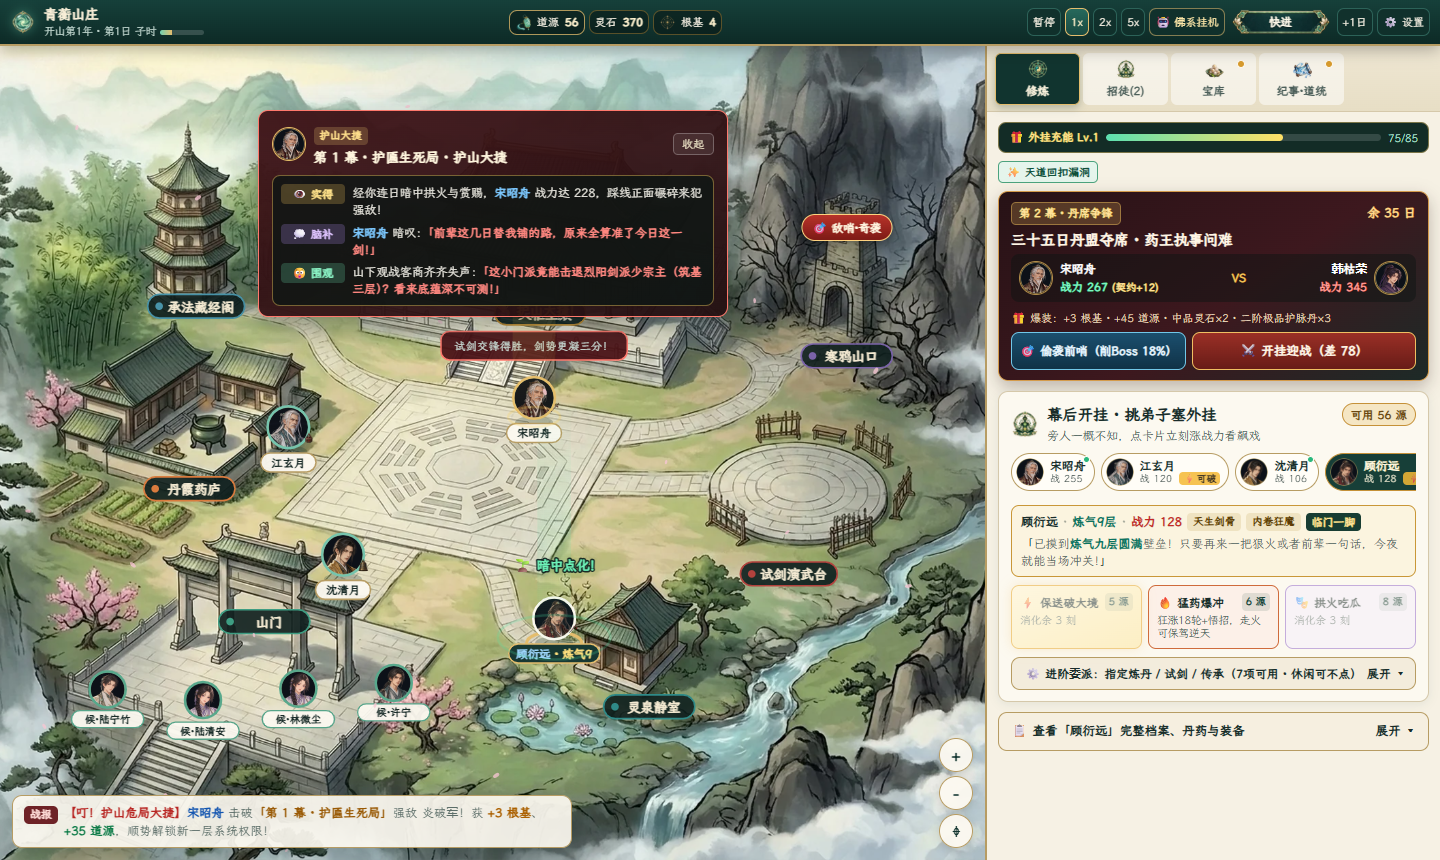 青蘅山庄
开山第1年·第1日 子时
道源 56
灵石 370
根基 4
暂停
1x
2x
5x
佛系挂机
快进
+1日
设置
修炼
招徒(2)
宝库
纪事·道统
护山大捷
第 1 幕·护匾生死局·护山大捷
收起
实得
经你连日暗中拱火与赏赐，宋昭舟 战力达 228，踩线正面碾碎来犯
强敌！
脑补
宋昭舟 暗叹：「前辈这几日替我铺的路，原来全算准了今日这一
剑！」
围观
山下观战客商齐齐失声：「这小门派竟能击退烈阳剑派少宗主（筑基
三层）？看来底蕴深不可测！」
试剑交锋得胜，剑势更凝三分！
敌哨·奇袭
承法藏经阁
寒鸦山口
宋昭舟
江玄月
丹霞药庐
试剑演武台
沈清月
暗中点化！
山门
顾衍远·炼气9
灵泉静室
候·陆宁竹
候·陆清安
候·林微尘
候·许宁
+
-
战报
【叮！护山危局大捷】宋昭舟 击破「第 1 幕·护匾生死局」强敌 炎破军！获 +3 根基、
+35 道源，顺势解锁新一层系统权限！
外挂充能 Lv.1
75/85
天道回扣漏洞
第 2 幕·丹席争锋
余 35 日
三十五日丹盟夺席·药王执事问难
宋昭舟
战力 267 (契约+12)
VS
韩枯荣
战力 345
爆装：+3 根基·+45 道源·中品灵石×2·二阶极品护脉丹×3
偷袭前哨（削Boss 18%）
开挂迎战（差 78）
幕后开挂·挑弟子塞外挂
可用 56 源
旁人一概不知，点卡片立刻涨战力看飙戏
宋昭舟
战 255
江玄月
战 120
可破
沈清月
战 106
顾衍远
战 128
顾衍远 · 炼气9层 · 战力 128
天生剑骨
内卷狂魔
临门一脚
「已摸到炼气九层圆满壁垒！只要再来一把狠火或者前辈一句话，今夜
就能当场冲关！」
保送破大境
5 源
消化余 3 刻
猛药爆冲
6 源
狂涨18轮+悟招，走火
可保驾逆天
拱火吃瓜
8 源
消化余 3 刻
进阶委派：指定炼丹 / 试剑 / 传承（7项可用·休闲可不点）
展开
查看「顾衍远」完整档案、丹药与装备
展开